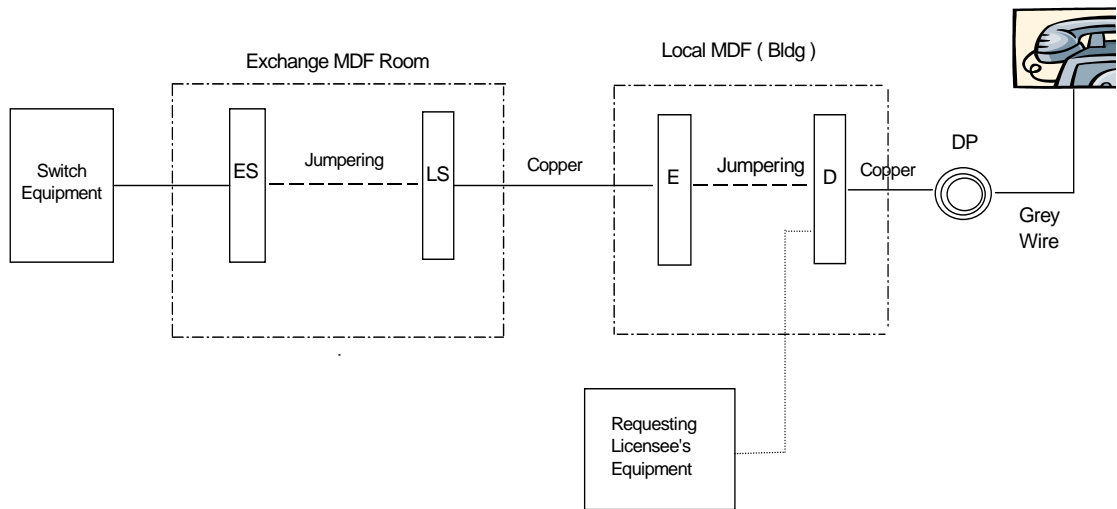 Exchange MDF Room
Local MDF ( Bldg )
Switch
Equipment
ES
Jumpering
LS
Copper
E
Jumpering
D
Copper
DP
Grey
Wire
Requesting
Licensee's
Equipment